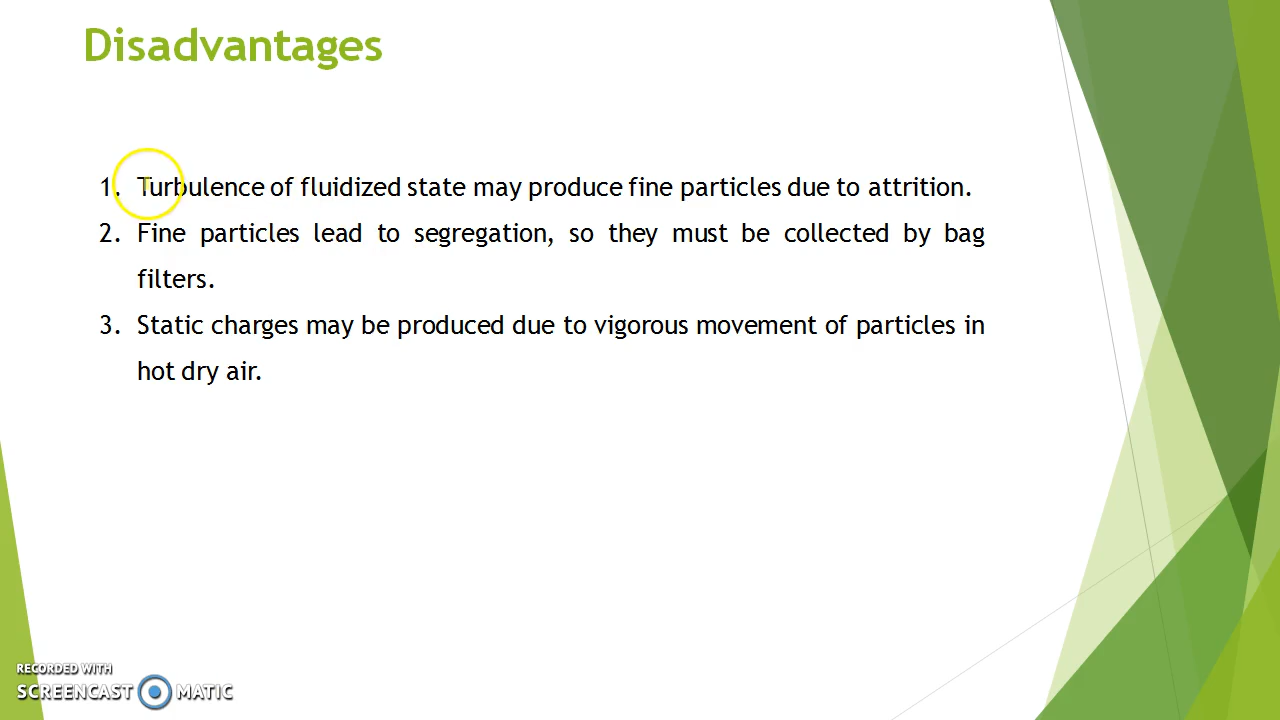 Disadvantages
1. Turbulence of fluidized state may produce fine particles due to attrition.
2. Fine particles lead to segregation, so they must be collected by bag
filters.
3. Static charges may be produced due to vigorous movement of particles in
hot dry air.
RECORDED WITH
SCREENCAST MATIC